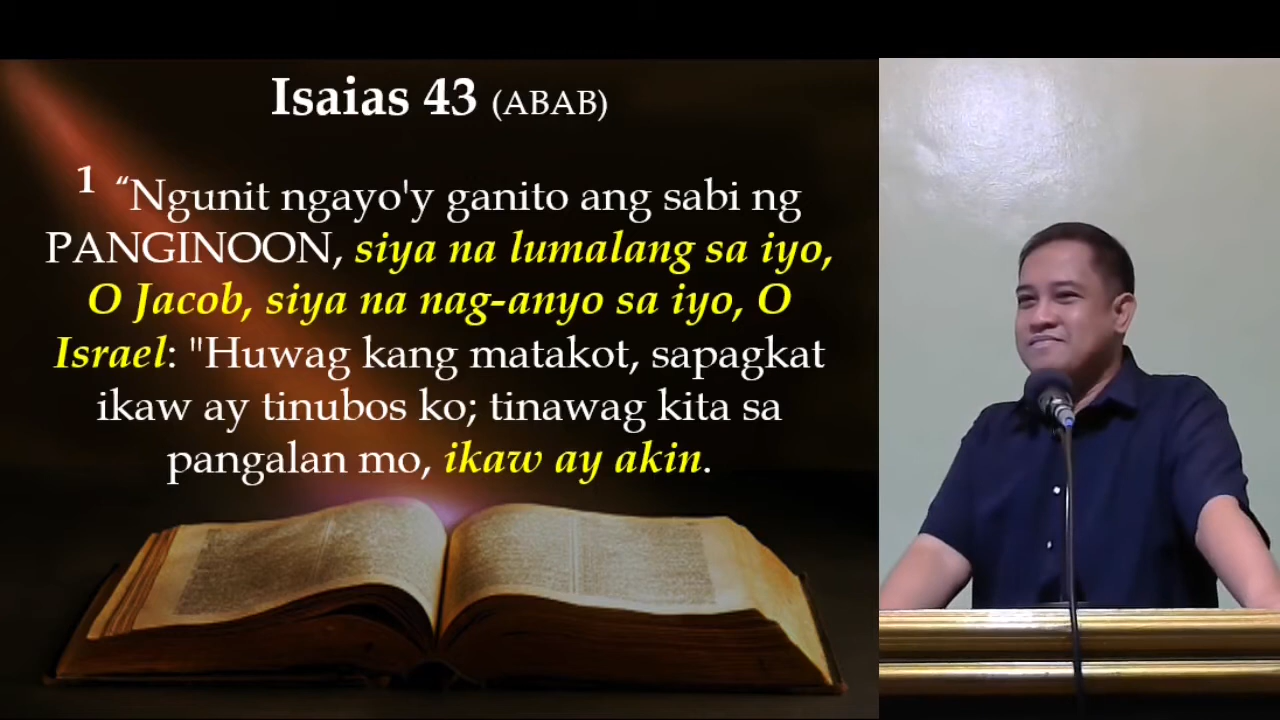 Isaias 43 (ABAB)
1 “Ngunit ngayo'y ganito ang sabi ng
PANGINOON, siya na lumalang sa iyo,
O Jacob, siya na nag-anyo sa iyo, O
Israel: "Huwag kang matakot, sapagkat
ikaw ay tinubos ko; tinawag kita sa
pangalan mo, ikaw ay akin.